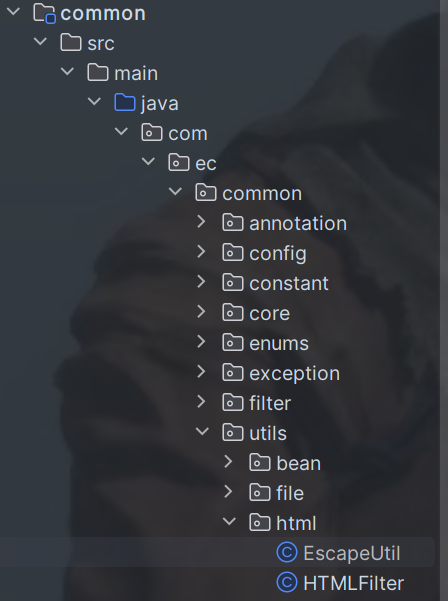 common
src
main
java
com
ec
common
annotation
config
constant
core
enums
exception
filter
utils
bean
file
html
EscapeUtil
HTMLFilter